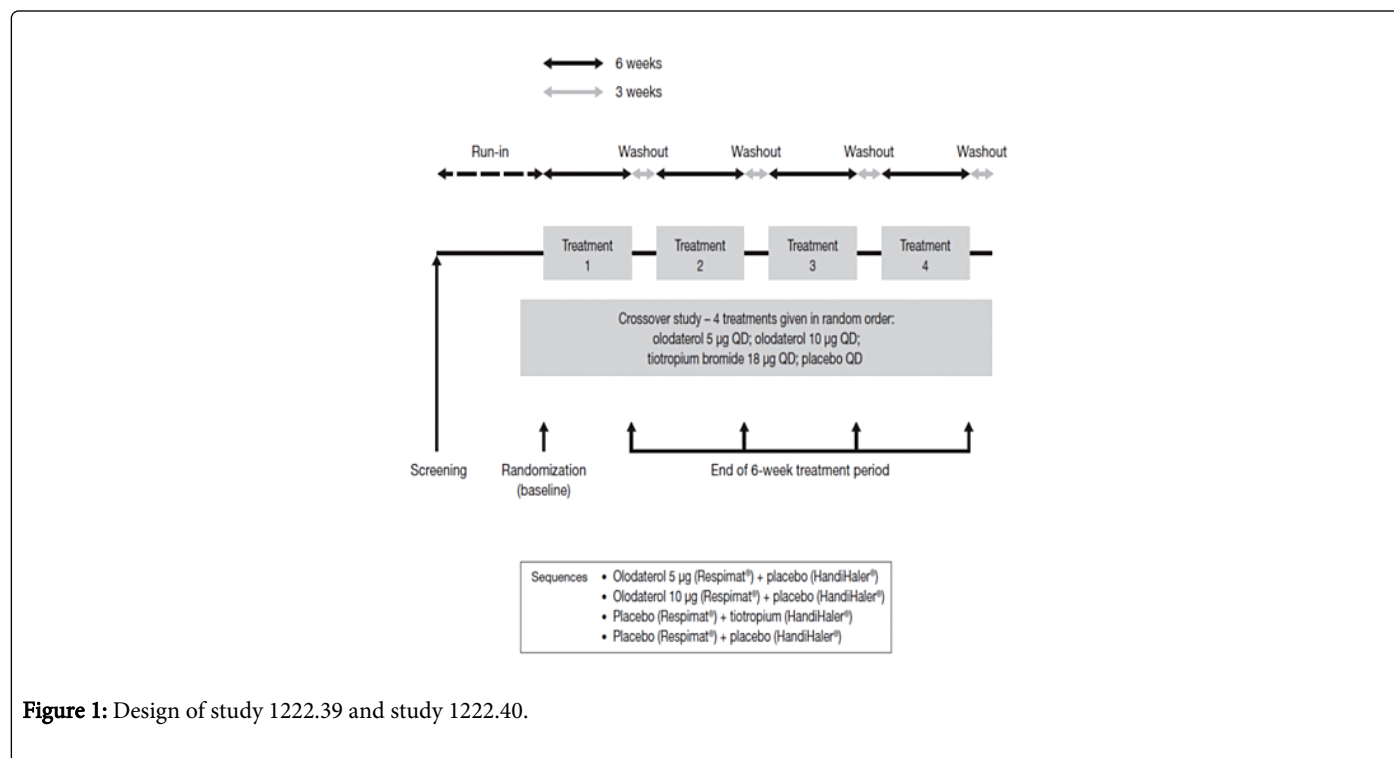 6 weeks
3 weeks
Run-in
Washout
Washout
Washout
Washout
Treatment
1
Treatment
2
Treatment
3
Treatment
4
Crossover study – 4 treatments given in random order:
olodaterol 5 µg QD; olodaterol 10 µg QD;
tiotropium bromide 18 µg QD; placebo QD
Screening
Randomization
(baseline)
End of 6-week treatment period
Sequences • Olodaterol 5 µg (Respimat®) + placebo (HandiHaler®)
• Olodaterol 10 µg (Respimat®) + placebo (HandiHaler®)
• Placebo (Respimat®) + tiotropium (HandiHaler®)
• Placebo (Respimat®) + placebo (HandiHaler®)
Figure 1: Design of study 1222.39 and study 1222.40.